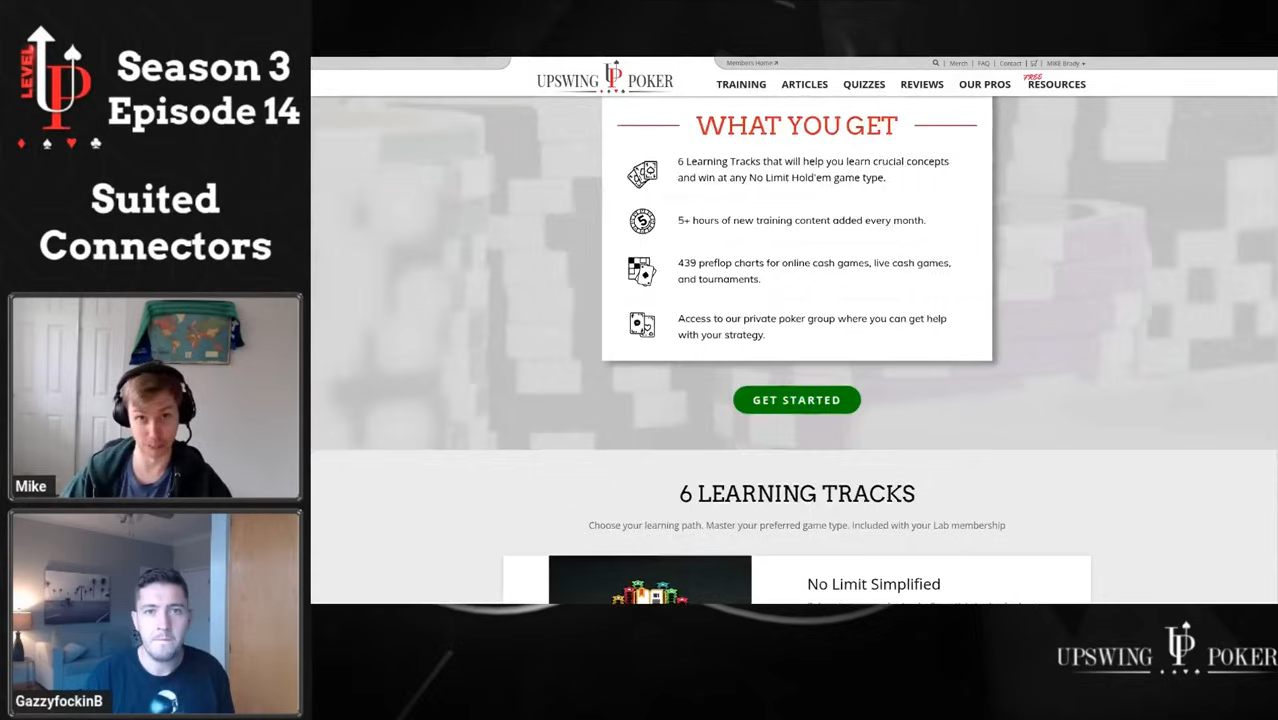 LEVEL
UP
Season 3
Episode 14
Suited
Connectors
Mike
GazzyfockinB
Members Home
Merch | FAQ | Contact | MIKE Brady
UPSWING UP POKER
TRAINING ARTICLES QUIZZES REVIEWS OUR PROS FREE RESOURCES
WHAT YOU GET
6 Learning Tracks that will help you learn crucial concepts
and win at any No Limit Hold'em game type.
5+ hours of new training content added every month.
439 preflop charts for online cash games, live cash games,
and tournaments.
Access to our private poker group where you can get help
with your strategy.
GET STARTED
6 LEARNING TRACKS
Choose your learning path. Master your preferred game type. Included with your Lab membership
No Limit Simplified
UPSWING UP POKER